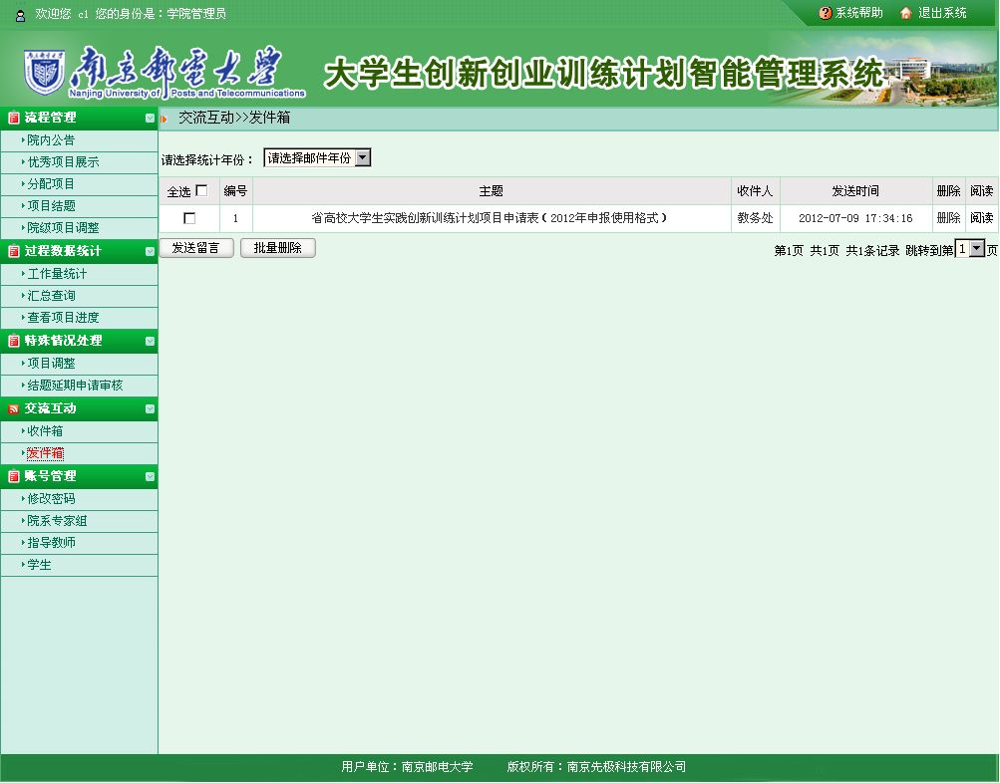 欢迎您 c1 您的身份是：学院管理员 系统帮助 退出系统
南京邮电大学
Nanjing University of Posts and Telecommunications
大学生创新创业训练计划智能管理系统
流程管理
院内公告
优秀项目展示
分配项目
项目结题
院级项目调整
过程数据统计
工作量统计
汇总查询
查看项目进度
特殊情况处理
项目调整
结题延期申请审核
交流互动
收件箱
发件箱
账号管理
修改密码
院系专家组
指导教师
学生
交流互动>>发件箱
请选择统计年份： 请选择邮件年份
全选 编号 主题 收件人 发送时间 删除 阅读
1 省高校大学生实践创新训练计划项目申请表（2012年申报使用格式） 教务处 2012-07-09 17:34:16 删除 阅读
发送留言 批量删除 第1页 共1页 共1条记录 跳转到第 1 页
用户单位：南京邮电大学 版权所有：南京先极科技有限公司